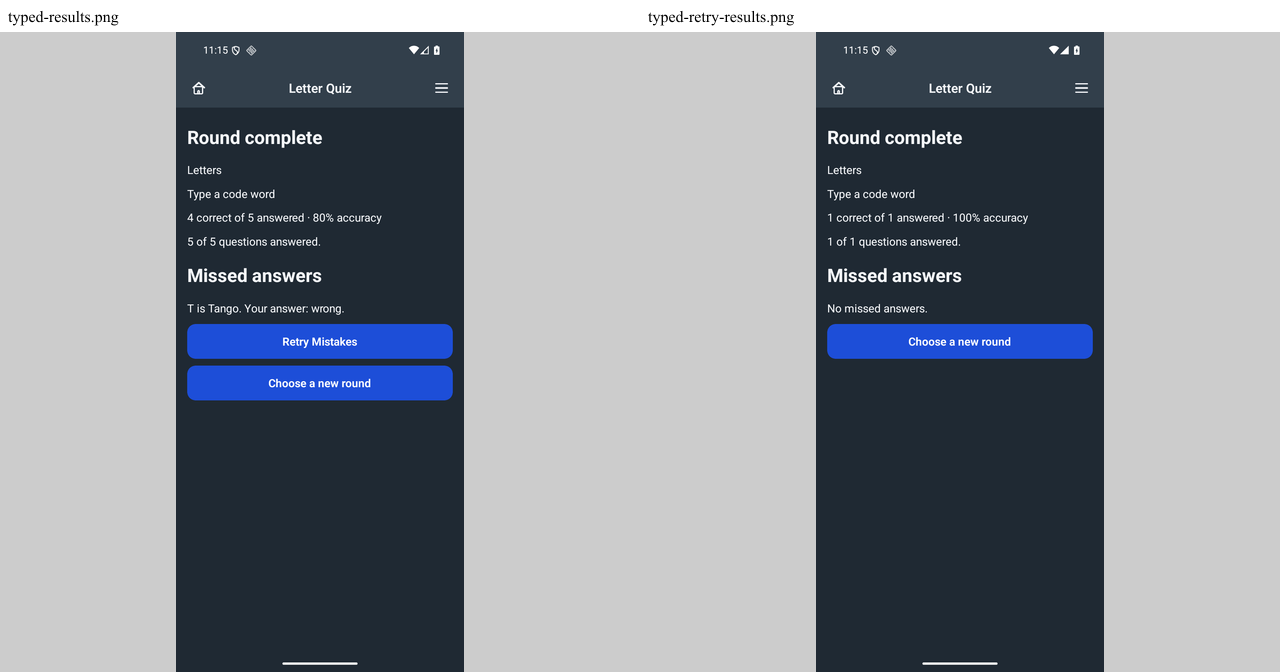 typed-results.png
11:15
Letter Quiz
Round complete
Letters
Type a code word
4 correct of 5 answered · 80% accuracy
5 of 5 questions answered.
Missed answers
T is Tango. Your answer: wrong.
Retry Mistakes
Choose a new round
typed-retry-results.png
11:15
Letter Quiz
Round complete
Letters
Type a code word
1 correct of 1 answered · 100% accuracy
1 of 1 questions answered.
Missed answers
No missed answers.
Choose a new round